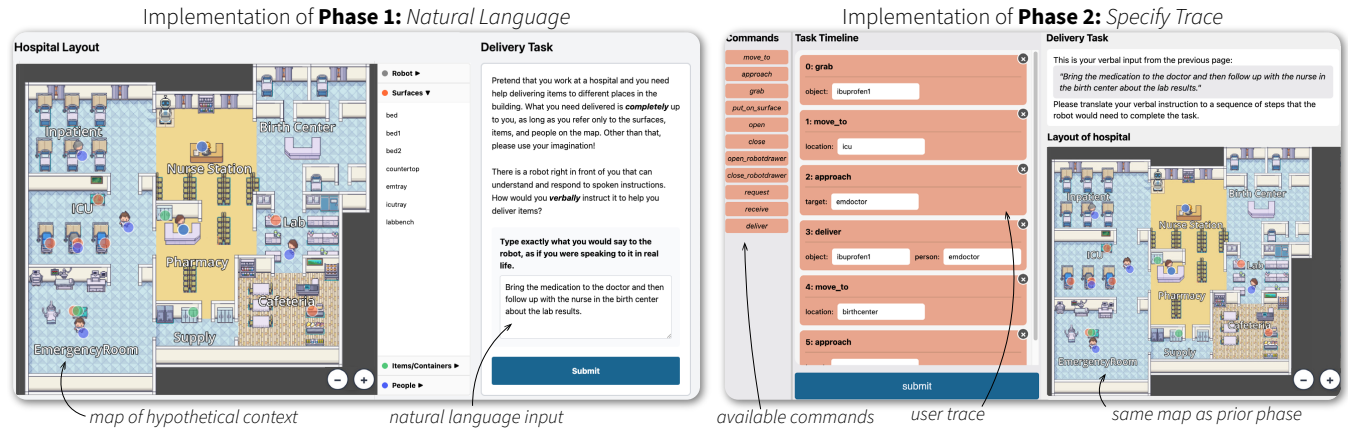 Implementation of Phase 1: Natural Language
Hospital Layout
Inpatient
Birth Center
Nurse Station
ICU
Lab
Pharmacy
Cafeteria
Supply
EmergencyRoom
− +
Robot ►
Surfaces ▼
bed
bed1
bed2
countertop
emtray
icutray
labbench
Items/Containers ►
People ►
Delivery Task
Pretend that you work at a hospital and you need
help delivering items to different places in the
building. What you need delivered is completely up
to you, as long as you refer only to the surfaces,
items, and people on the map. Other than that,
please use your imagination!
There is a robot right in front of you that can
understand and respond to spoken instructions.
How would you verbally instruct it to help you
deliver items?
Type exactly what you would say to the
robot, as if you were speaking to it in real
life.
Bring the medication to the doctor and then
follow up with the nurse in the birth center
about the lab results.
Submit
map of hypothetical context
natural language input
Implementation of Phase 2: Specify Trace
Commands
move_to
approach
grab
put_on_surface
open
close
open_robotdrawer
close_robotdrawer
request
receive
deliver
Task Timeline
0: grab
object: ibuprofen1
1: move_to
location: icu
2: approach
target: emdoctor
3: deliver
object: ibuprofen1 person: emdoctor
4: move_to
location: birthcenter
5: approach
submit
Delivery Task
This is your verbal input from the previous page:
"Bring the medication to the doctor and then follow up with the nurse in
the birth center about the lab results."
Please translate your verbal instruction to a sequence of steps that the
robot would need to complete the task.
Layout of hospital
Inpatient
Birth Center
Nurse Station
ICU
Lab
Pharmacy
Cafeteria
Supply
EmergencyRoom
− +
available commands
user trace
same map as prior phase